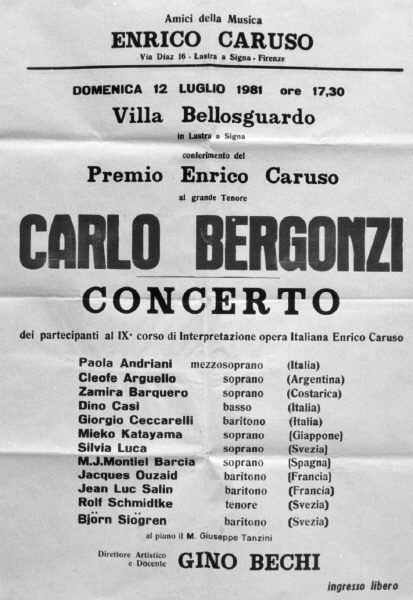 Amici della Musica
ENRICO CARUSO
Via Diaz 16 - Lastra a Signa - Firenze
DOMENICA 12 LUGLIO 1981 ore 17,30
Villa Bellosguardo
in Lastra a Signa
conferimento del
Premio Enrico Caruso
al grande Tenore
CARLO BERGONZI
CONCERTO
dei partecipanti al IX° corso di Interpretazione opera Italiana Enrico Caruso
Paola Andriani mezzosoprano (Italia)
Cleofe Arguello soprano (Argentina)
Zamira Barquero soprano (Costarica)
Dino Casi basso (Italia)
Giorgio Ceccarelli baritono (Italia)
Mieko Katayama soprano (Giappone)
Silvia Luca soprano (Svezia)
M.J.Montiel Barcia soprano (Spagna)
Jacques Ouzaid baritono (Francia)
Jean Luc Salin baritono (Francia)
Rolf Schmidtke tenore (Svezia)
Björn Siögren baritono (Svezia)
al piano il M. Giuseppe Tanzini
Direttore Artistico
e Docente GINO BECHI
ingresso libero